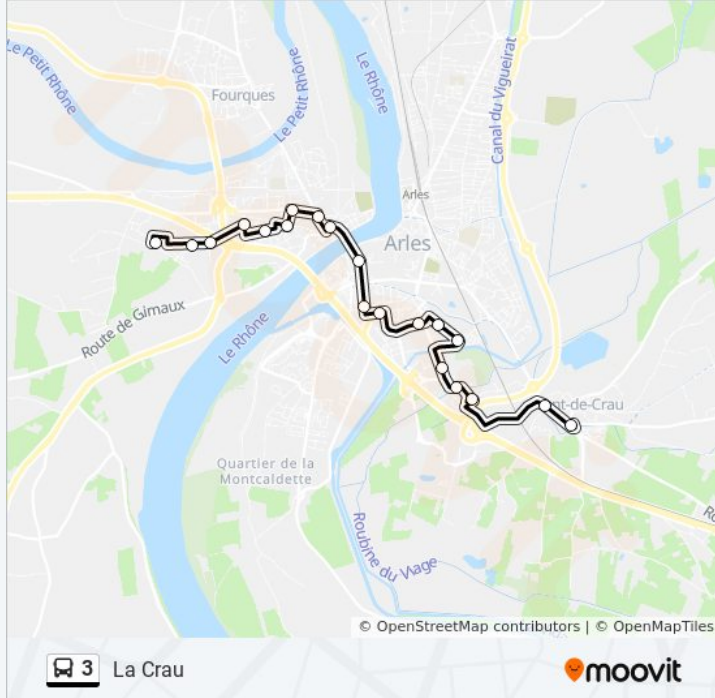 Le Petit Rhône
Le Petit Rhône
Le Rhône
Canal du Vigueirat
Fourques
Arles
Arles
Route de Gimaux
Le Rhône
nt-de-Crau
Quartier de la
Montcaldette
Roubine du Viage
© OpenStreetMap contributors | © OpenMapTiles
3 La Crau
moovit